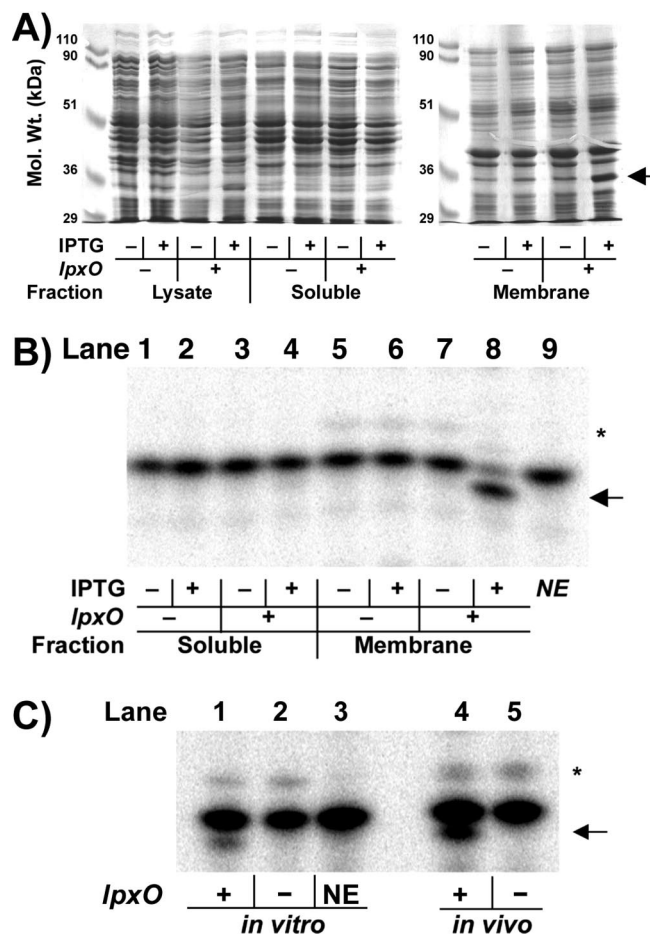 A)
Mol. Wt. (kDa)
110 110
90 90
51 51
36 36
29 29
IPTG – + – + – + – + – + – +
lpxO – + – + – +
Fraction Lysate Soluble Membrane
B)
Lane 1 2 3 4 5 6 7 8 9
*
IPTG – + – + – + – + NE
lpxO – + – +
Fraction Soluble Membrane
C)
Lane 1 2 3 4 5
*
lpxO + – NE + –
in vitro in vivo